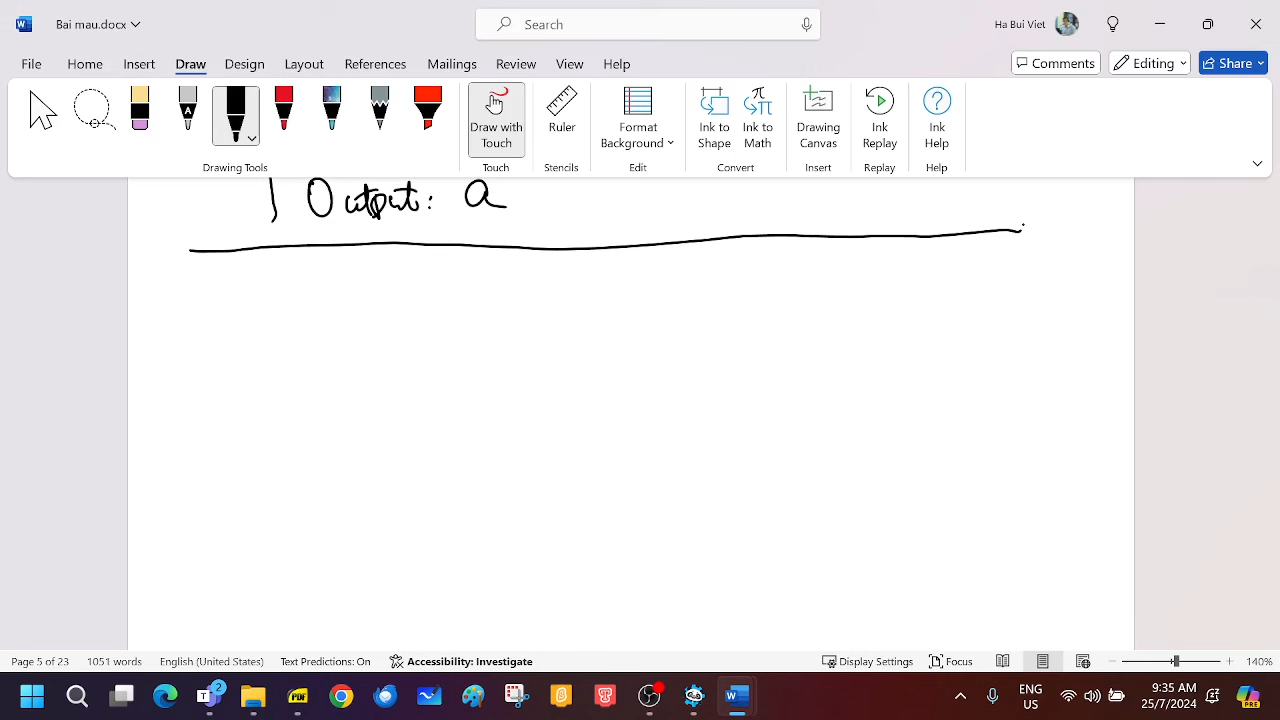 Bai mau.docx
Search
Ha Bui Viet
File Home Insert Draw Design Layout References Mailings Review View Help
Comments Editing Share
Draw with Touch
Ruler
Format Background
Ink to Shape
Ink to Math
Drawing Canvas
Ink Replay
Ink Help
Drawing Tools Touch Stencils Edit Convert Insert Replay Help
Output: a
Page 5 of 23 1051 words English (United States) Text Predictions: On Accessibility: Investigate Display Settings Focus 140%
2 PDF ENG US 9:35 AM 25/7/2024 PRE